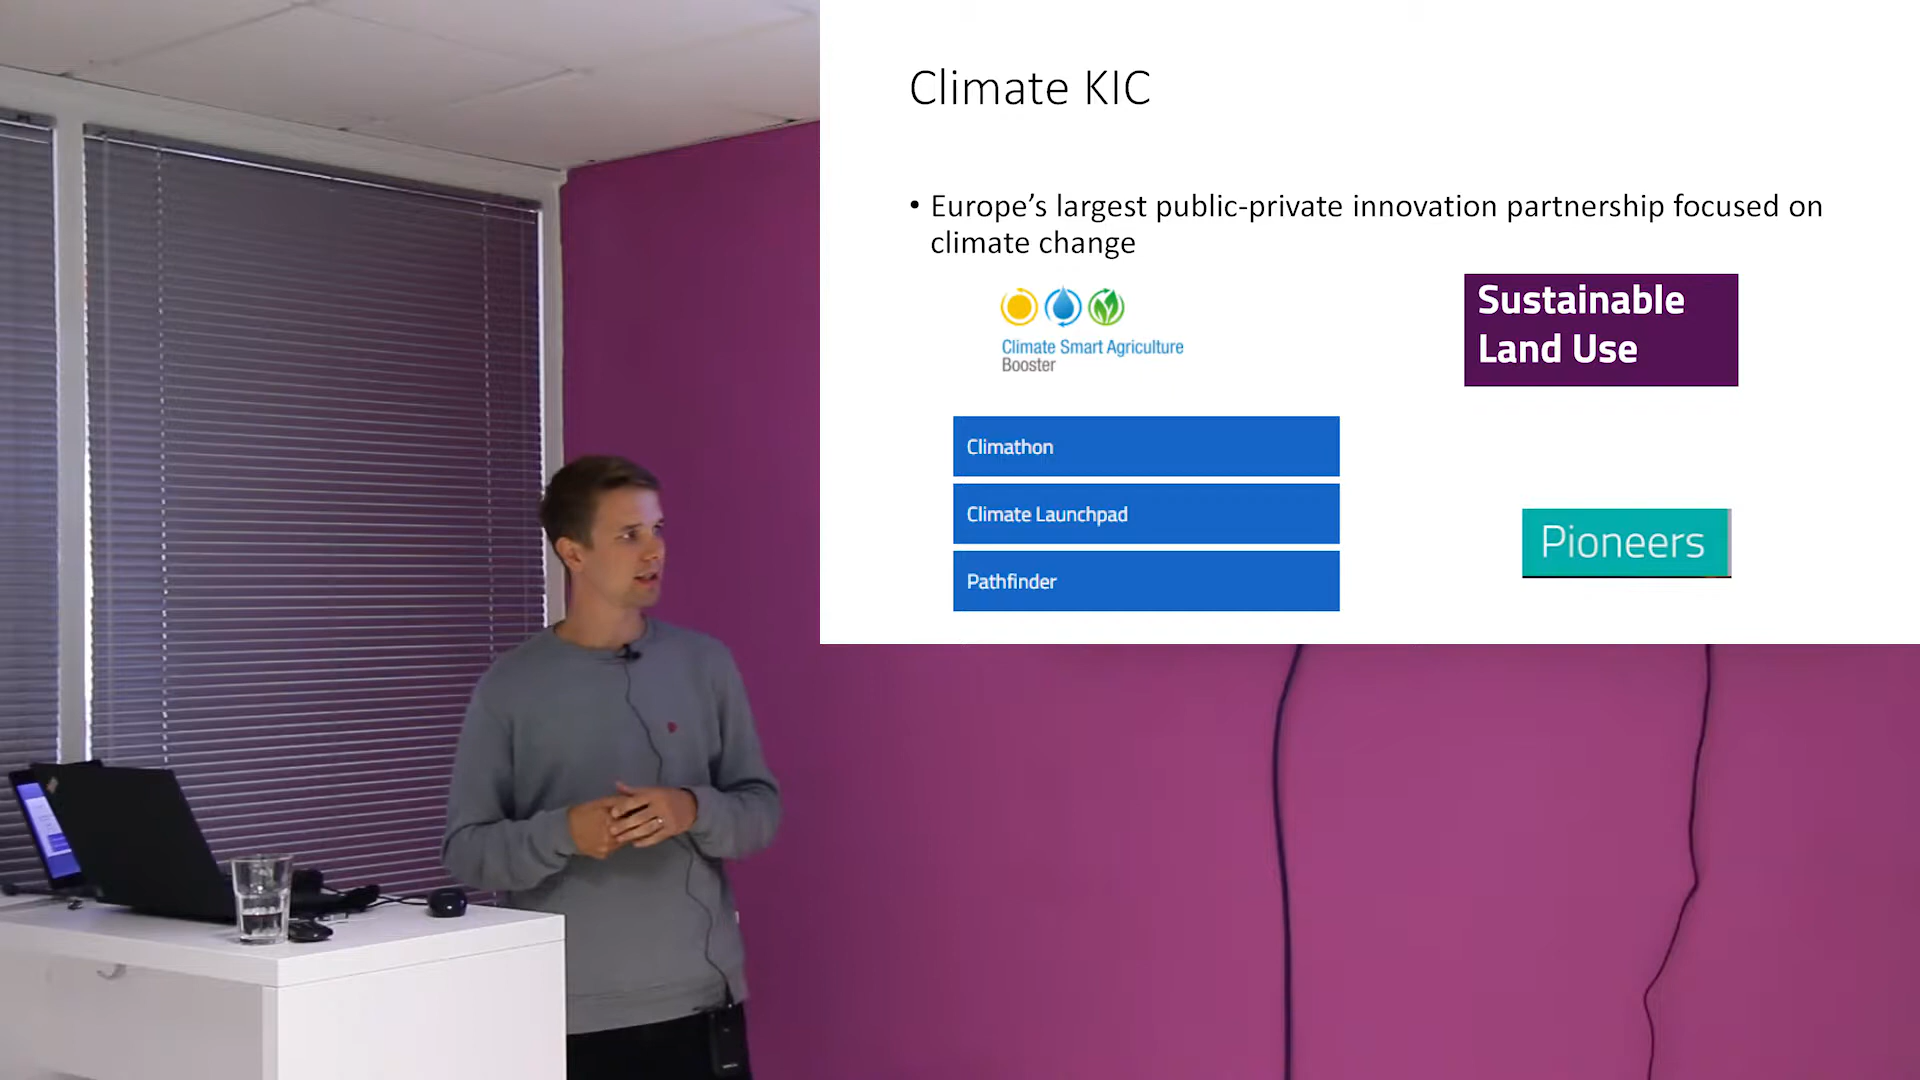 Climate KIC
• Europe's largest public-private innovation partnership focused on
climate change
Climate Smart Agriculture
Booster
Sustainable
Land Use
Climathon
Climate Launchpad
Pathfinder
Pioneers